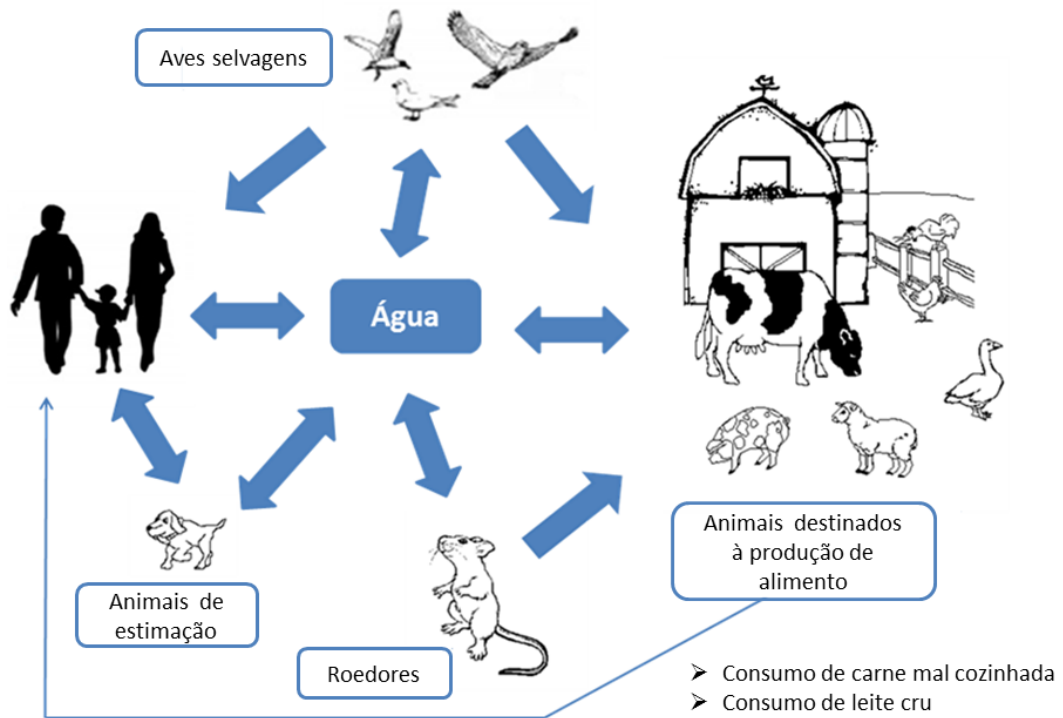 Aves selvagens
Água
Animais de
estimação
Roedores
Animais destinados
à produção de
alimento
➤ Consumo de carne mal cozinhada
➤ Consumo de leite cru